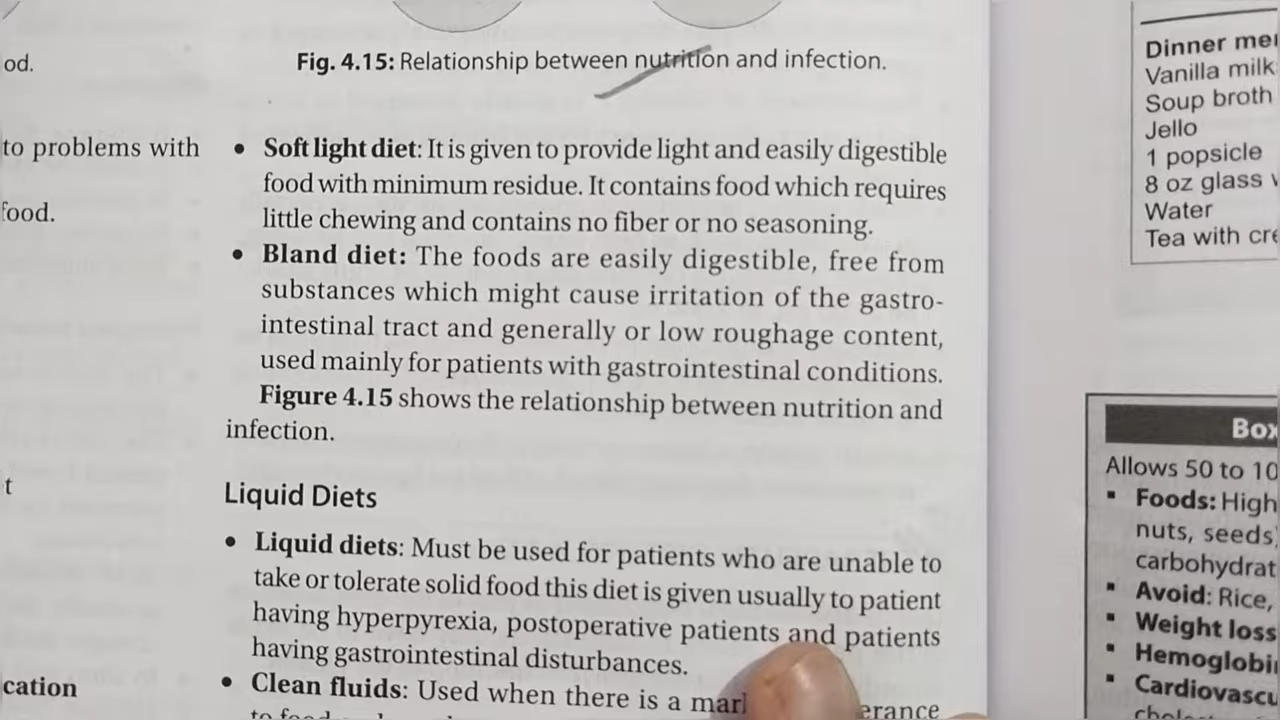 od.
to problems with
food.
t
cation
Fig. 4.15: Relationship between nutrition and infection.
• Soft light diet: It is given to provide light and easily digestible
food with minimum residue. It contains food which requires
little chewing and contains no fiber or no seasoning.
• Bland diet: The foods are easily digestible, free from
substances which might cause irritation of the gastro-
intestinal tract and generally or low roughage content,
used mainly for patients with gastrointestinal conditions.
Figure 4.15 shows the relationship between nutrition and
infection.
Liquid Diets
• Liquid diets: Must be used for patients who are unable to
take or tolerate solid food this diet is given usually to patient
having hyperpyrexia, postoperative patients and patients
having gastrointestinal disturbances.
• Clean fluids: Used when there is a mar erance
to food
Dinner me
Vanilla milk
Soup broth
Jello
1 popsicle
8 oz glass
Water
Tea with cre
Box
Allows 50 to 10
▪ Foods: High
nuts, seeds,
carbohydrat
▪ Avoid: Rice,
▪ Weight loss
▪ Hemoglobi
▪ Cardiovascu